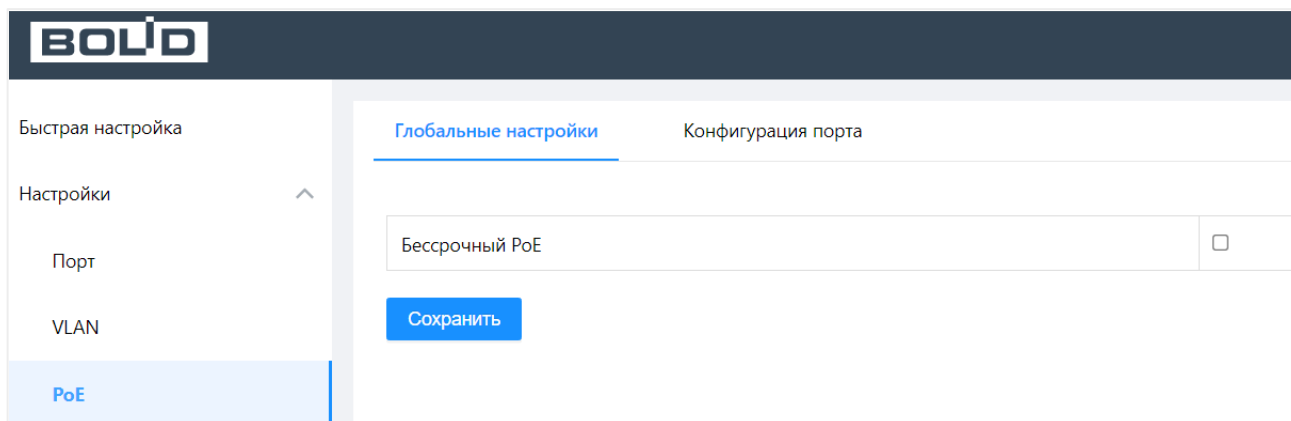 BOLID
Быстрая настройка
Глобальные настройки
Конфигурация порта
Настройки
Бессрочный PoE
Порт
Сохранить
VLAN
PoE